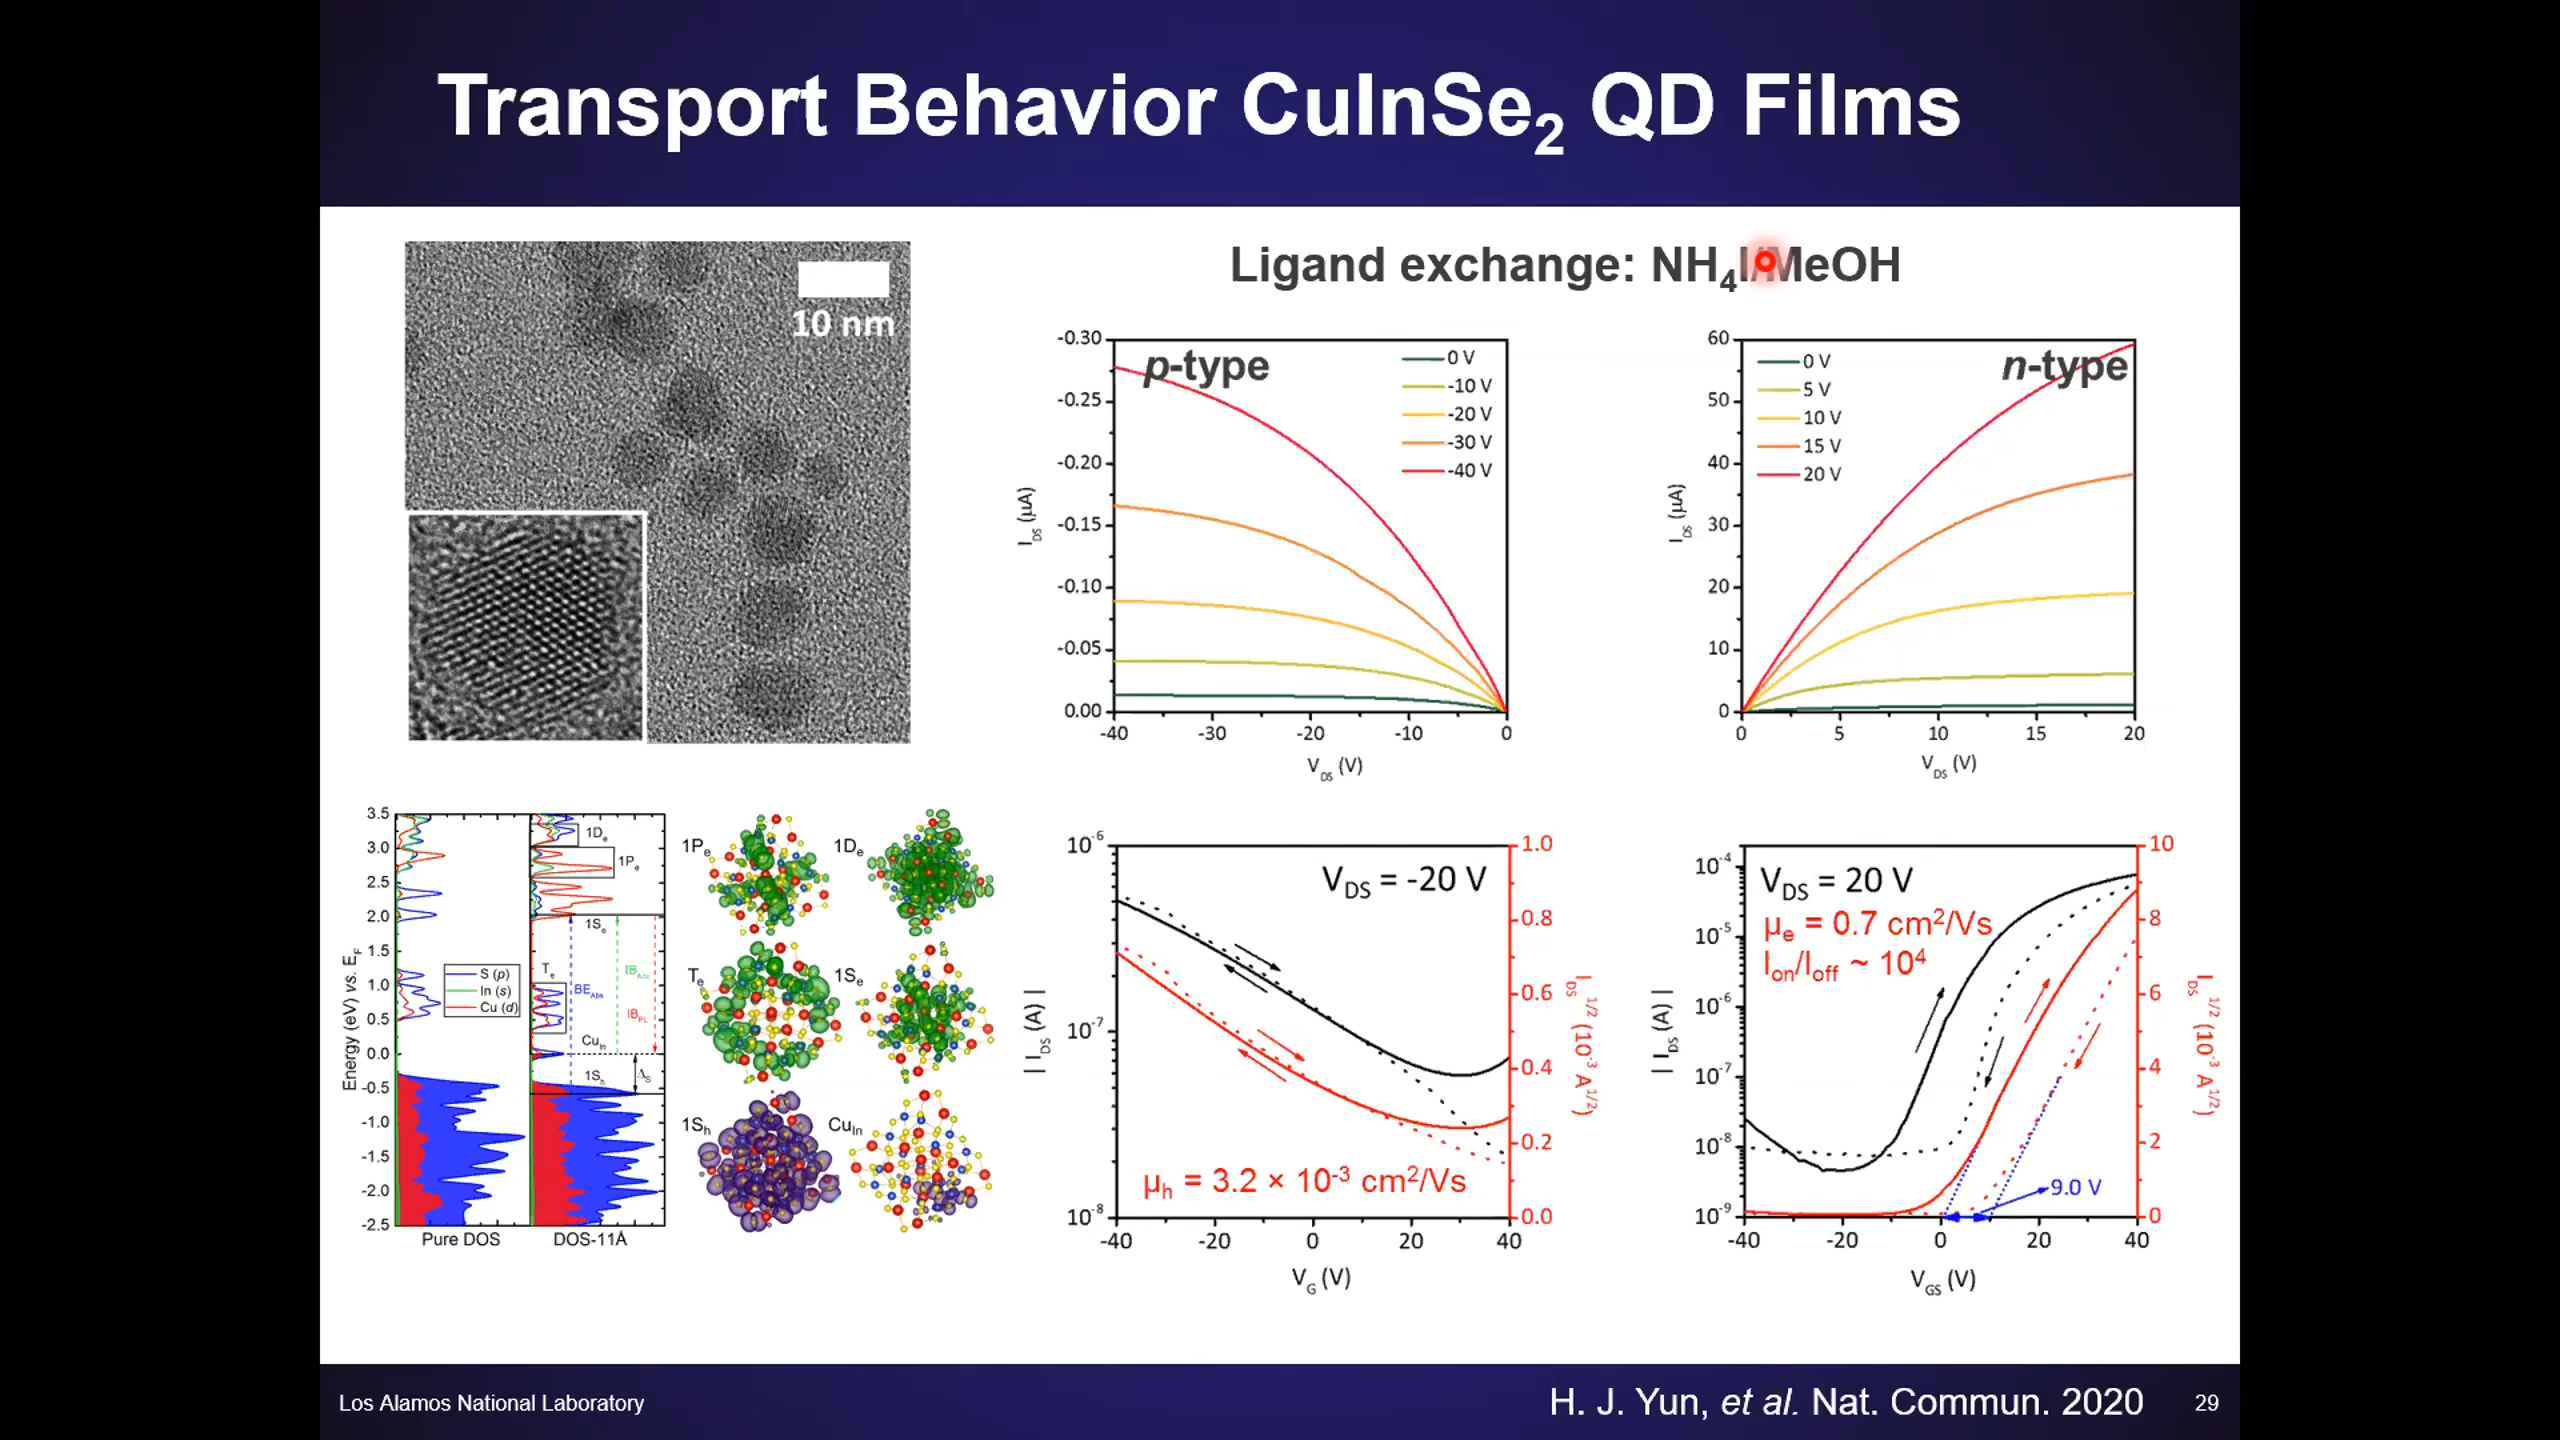 Transport Behavior CuInSe2 QD Films
10 nm
Ligand exchange: NH4I/MeOH
p-type
0 V
-10 V
-20 V
-30 V
-40 V
-0.30
-0.25
-0.20
-0.15
-0.10
-0.05
0.00
IDS (µA)
-40 -30 -20 -10 0
VDS (V)
n-type
0 V
5 V
10 V
15 V
20 V
60
50
40
30
20
10
0
IDS (µA)
0 5 10 15 20
VDS (V)
3.5
3.0
2.5
2.0
1.5
1.0
0.5
0.0
-0.5
-1.0
-1.5
-2.0
-2.5
Energy (eV) vs. EF
S (p)
In (s)
Cu (d)
1De
1Pe
1Se
Te
BEAbs
IBAbs
IBPL
CuIn
1Sh
ΔS
Pure DOS
DOS-11Å
1Pe
1De
Te
1Se
1Sh
CuIn
VDS = -20 V
µh = 3.2 × 10-3 cm2/Vs
10-6
10-7
10-8
| IDS (A) |
1.0
0.8
0.6
0.4
0.2
0.0
IDS1/2 (10-3 A1/2)
-40 -20 0 20 40
VG (V)
VDS = 20 V
µe = 0.7 cm2/Vs
Ion/Ioff ~ 104
9.0 V
10-4
10-5
10-6
10-7
10-8
10-9
| IDS (A) |
10
8
6
4
2
0
IDS1/2 (10-3 A1/2)
-40 -20 0 20 40
VGS (V)
Los Alamos National Laboratory
H. J. Yun, et al. Nat. Commun. 2020
29